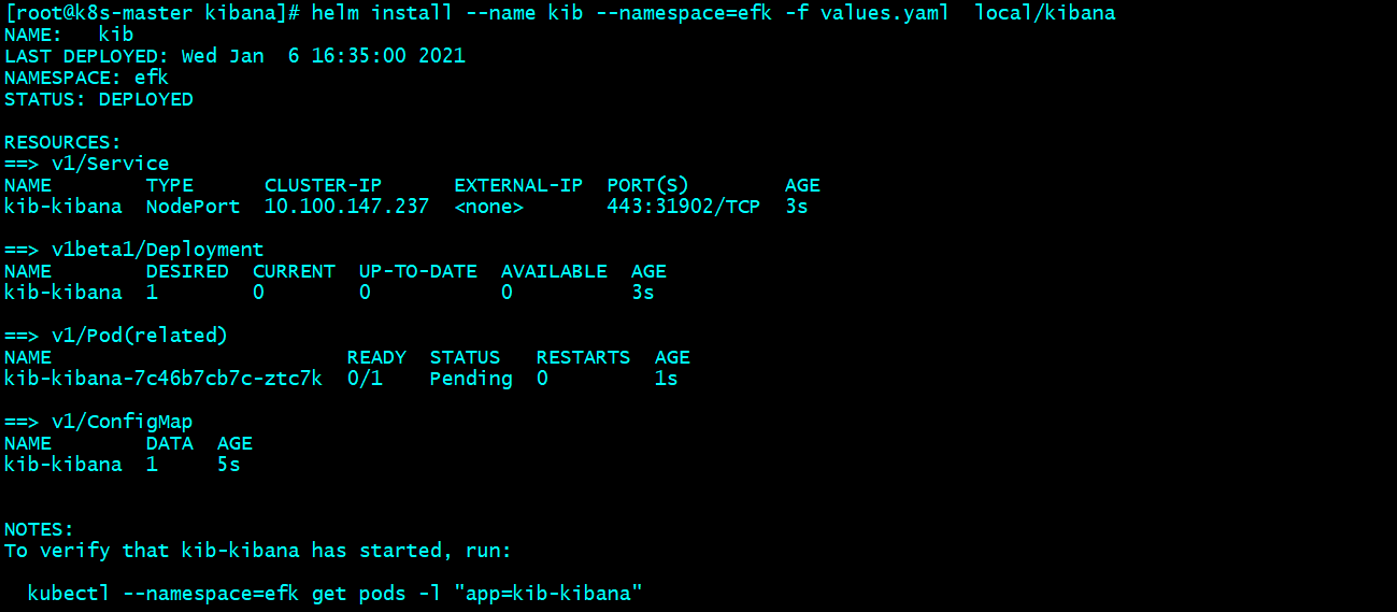 [root@k8s-master kibana]# helm install --name kib --namespace=efk -f values.yaml  local/kibana
NAME:   kib
LAST DEPLOYED: Wed Jan  6 16:35:00 2021
NAMESPACE: efk
STATUS: DEPLOYED

RESOURCES:
==> v1/Service
NAME        TYPE      CLUSTER-IP      EXTERNAL-IP  PORT(S)        AGE
kib-kibana  NodePort  10.100.147.237  <none>       443:31902/TCP  3s

==> v1beta1/Deployment
NAME        DESIRED  CURRENT  UP-TO-DATE  AVAILABLE  AGE
kib-kibana  1        0        0           0          3s

==> v1/Pod(related)
NAME                         READY  STATUS   RESTARTS  AGE
kib-kibana-7c46b7cb7c-ztc7k  0/1    Pending  0         1s

==> v1/ConfigMap
NAME        DATA  AGE
kib-kibana  1     5s

NOTES:
To verify that kib-kibana has started, run:

  kubectl --namespace=efk get pods -l "app=kib-kibana"